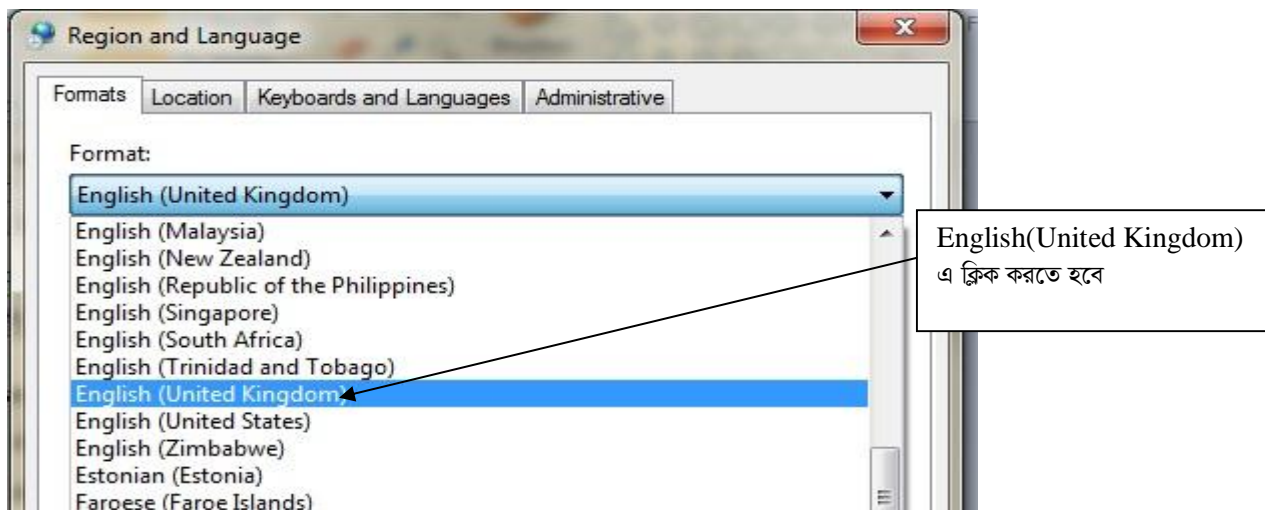 Region and Language
Formats Location Keyboards and Languages Administrative
Format:
English (United Kingdom)
English (Malaysia)
English (New Zealand)
English (Republic of the Philippines)
English (Singapore)
English (South Africa)
English (Trinidad and Tobago)
English (United Kingdom)
English (United States)
English (Zimbabwe)
Estonian (Estonia)
Faroese (Faroe Islands)
English(United Kingdom)
এ ক্লিক করতে হবে